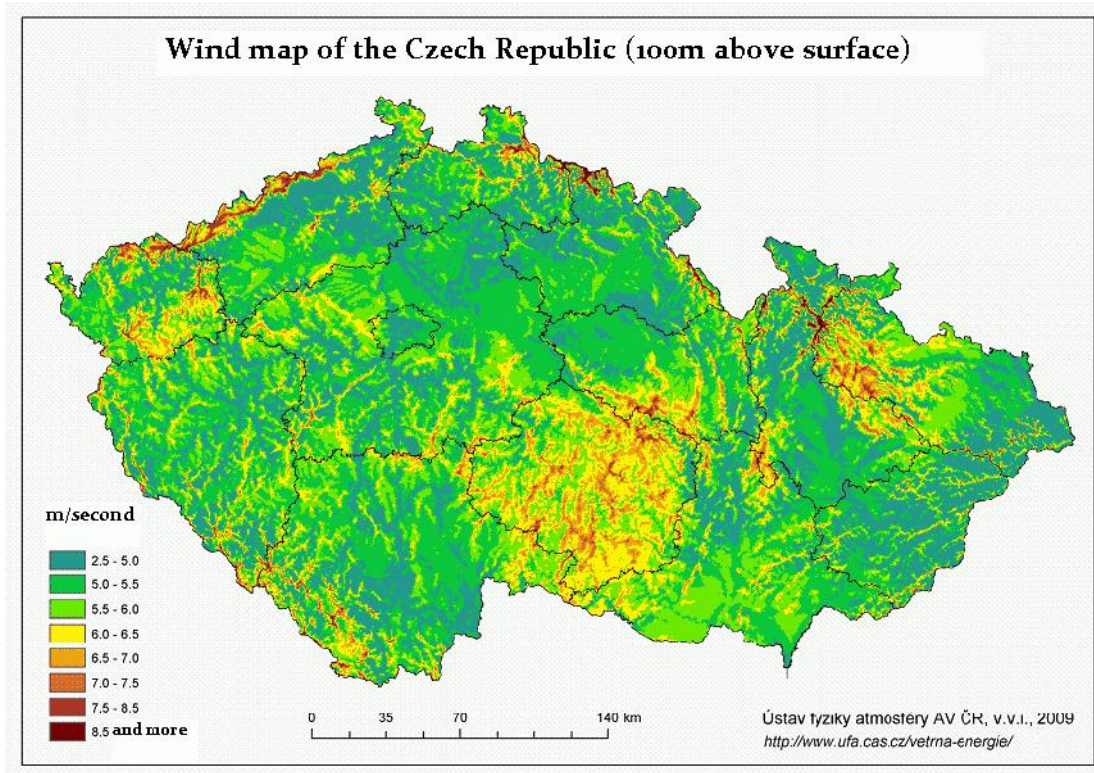 Wind map of the Czech Republic (100m above surface)
m/second
2.5 - 5.0
5.0 - 5.5
5.5 - 6.0
6.0 - 6.5
6.5 - 7.0
7.0 - 7.5
7.5 - 8.5
8.5 and more
0 35 70 140 km
Ústav fyziky atmosféry AV ČR, v.v.i., 2009
http://www.ufa.cas.cz/vetrna-energie/